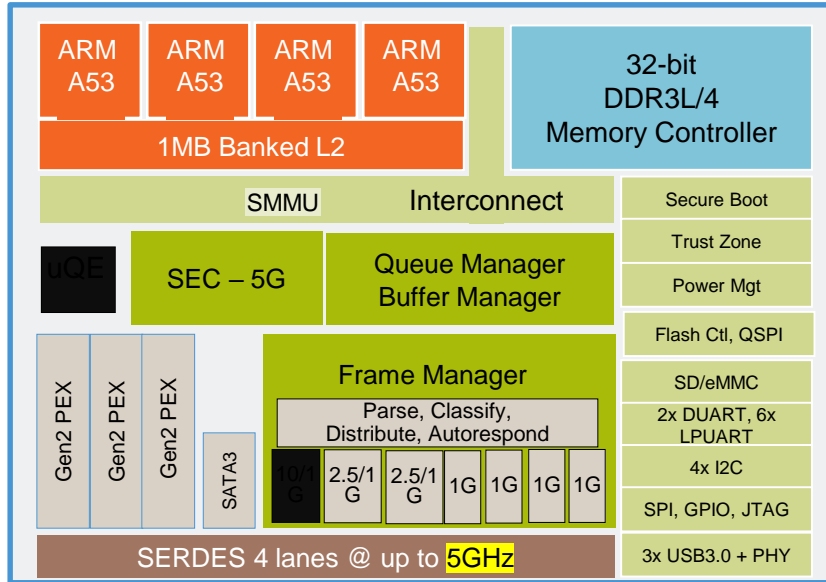 ARM
A53
ARM
A53
ARM
A53
ARM
A53
1MB Banked L2
32-bit
DDR3L/4
Memory Controller
SMMU
Interconnect
uQE
SEC – 5G
Queue Manager
Buffer Manager
Gen2 PEX
Gen2 PEX
Gen2 PEX
SATA3
Frame Manager
Parse, Classify,
Distribute, Autorespond
10/1
G
2.5/1
G
2.5/1
G
1G
1G
1G
1G
SERDES 4 lanes @ up to 5GHz
Secure Boot
Trust Zone
Power Mgt
Flash Ctl, QSPI
SD/eMMC
2x DUART, 6x
LPUART
4x I2C
SPI, GPIO, JTAG
3x USB3.0 + PHY